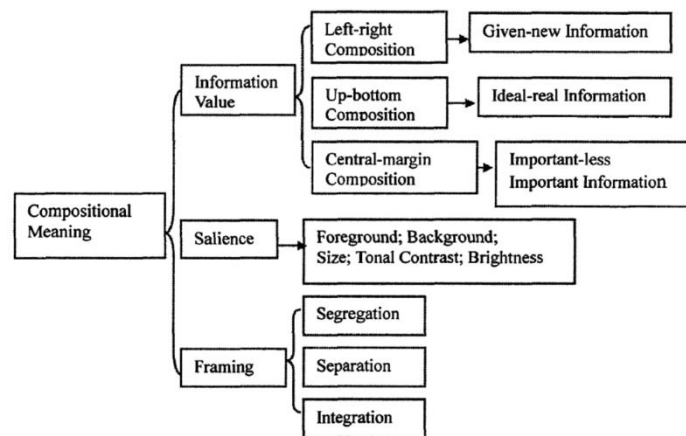 Left-right
Composition
Given-new Information
Information
Value
Up-bottom
Composition
Ideal-real Information
Central-margin
Composition
Important-less
Important Information
Compositional
Meaning
Salience
Foreground; Background;
Size; Tonal Contrast; Brightness
Segregation
Framing
Separation
Integration